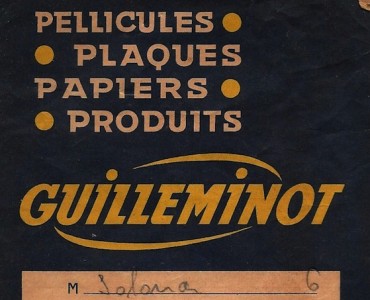 PELLICULES
PLAQUES
PAPIERS
PRODUITS
GUILLEMINOT
M 6